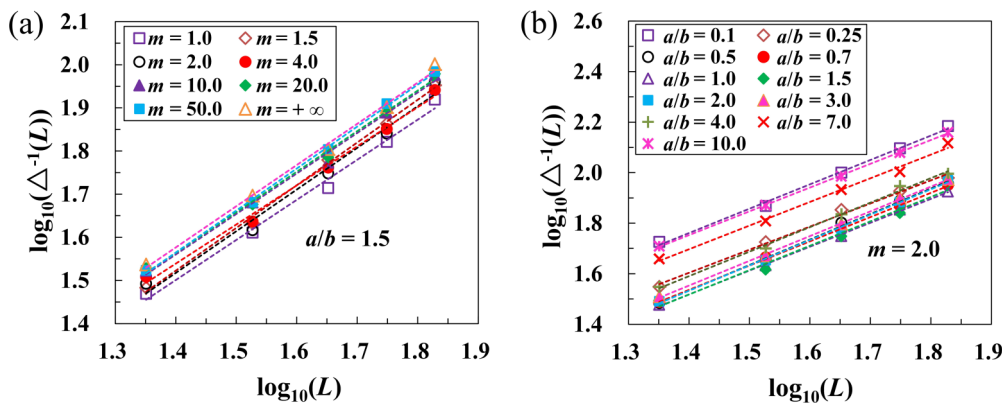 (a)
2.1
2.0
1.9
1.8
1.7
1.6
1.5
1.4
log₁₀(△⁻¹(L))
m = 1.0
m = 1.5
m = 2.0
m = 4.0
m = 10.0
m = 20.0
m = 50.0
m = + ∞
a/b = 1.5
1.3 1.4 1.5 1.6 1.7 1.8 1.9
log₁₀(L)
(b)
2.6
2.4
2.2
2.0
1.8
1.6
1.4
log₁₀(△⁻¹(L))
a/b = 0.1
a/b = 0.25
a/b = 0.5
a/b = 0.7
a/b = 1.0
a/b = 1.5
a/b = 2.0
a/b = 3.0
a/b = 4.0
a/b = 7.0
a/b = 10.0
m = 2.0
1.3 1.4 1.5 1.6 1.7 1.8 1.9
log₁₀(L)